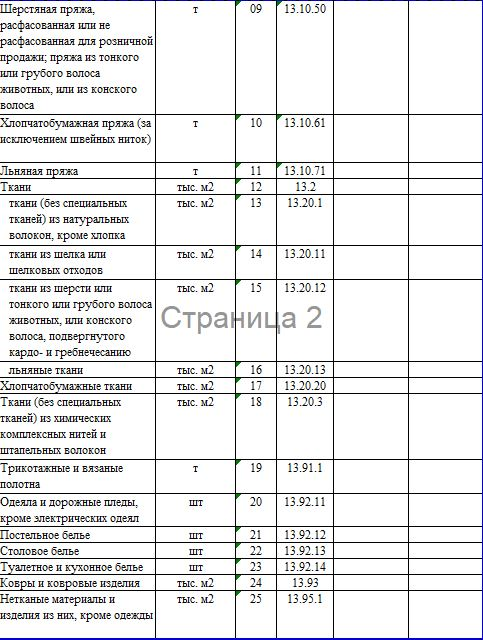 Шерстяная пряжа, т 09 13.10.50
расфасованная или не
расфасованная для розничной
продажи; пряжа из тонкого
или грубого волоса
животных, или из конского
волоса
Хлопчатобумажная пряжа (за т 10 13.10.61
исключением швейных ниток)
Льняная пряжа т 11 13.10.71
Ткани тыс. м2 12 13.2
ткани (без специальных тыс. м2 13 13.20.1
тканей) из натуральных
волокон, кроме хлопка
ткани из шелка или тыс. м2 14 13.20.11
шелковых отходов
ткани из шерсти или тыс. м2 15 13.20.12
тонкого или грубого волоса
животных, или конского
волоса, подвергнутого
кардо- и гребнечесанию
Страница 2
льняные ткани тыс. м2 16 13.20.13
Хлопчатобумажные ткани тыс. м2 17 13.20.20
Ткани (без специальных тыс. м2 18 13.20.3
тканей) из химических
комплексных нитей и
штапельных волокон
Трикотажные и вязаные т 19 13.91.1
полотна
Одеяла и дорожные пледы, шт 20 13.92.11
кроме электрических одеял
Постельное белье шт 21 13.92.12
Столовое белье шт 22 13.92.13
Туалетное и кухонное белье шт 23 13.92.14
Ковры и ковровые изделия тыс. м2 24 13.93
Нетканые материалы и тыс. м2 25 13.95.1
изделия из них, кроме одежды